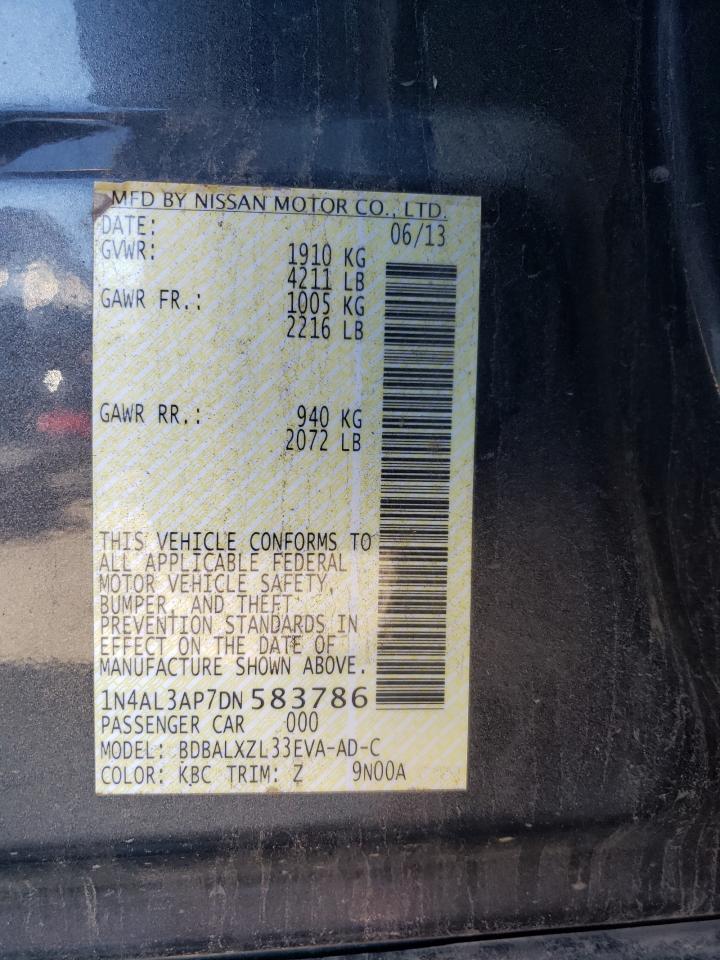 MFD BY NISSAN MOTOR CO., LTD.
DATE: 06/13
GVWR: 1910 KG
4211 LB
GAWR FR.: 1005 KG
2216 LB
GAWR RR.: 940 KG
2072 LB
THIS VEHICLE CONFORMS TO
ALL APPLICABLE FEDERAL
MOTOR VEHICLE SAFETY,
BUMPER, AND THEFT
PREVENTION STANDARDS IN
EFFECT ON THE DATE OF
MANUFACTURE SHOWN ABOVE.
1N4AL3AP7DN583786
PASSENGER CAR 000
MODEL: BDBALXZL33EVA-AD-C
COLOR: KBC TRIM: Z 9N00A